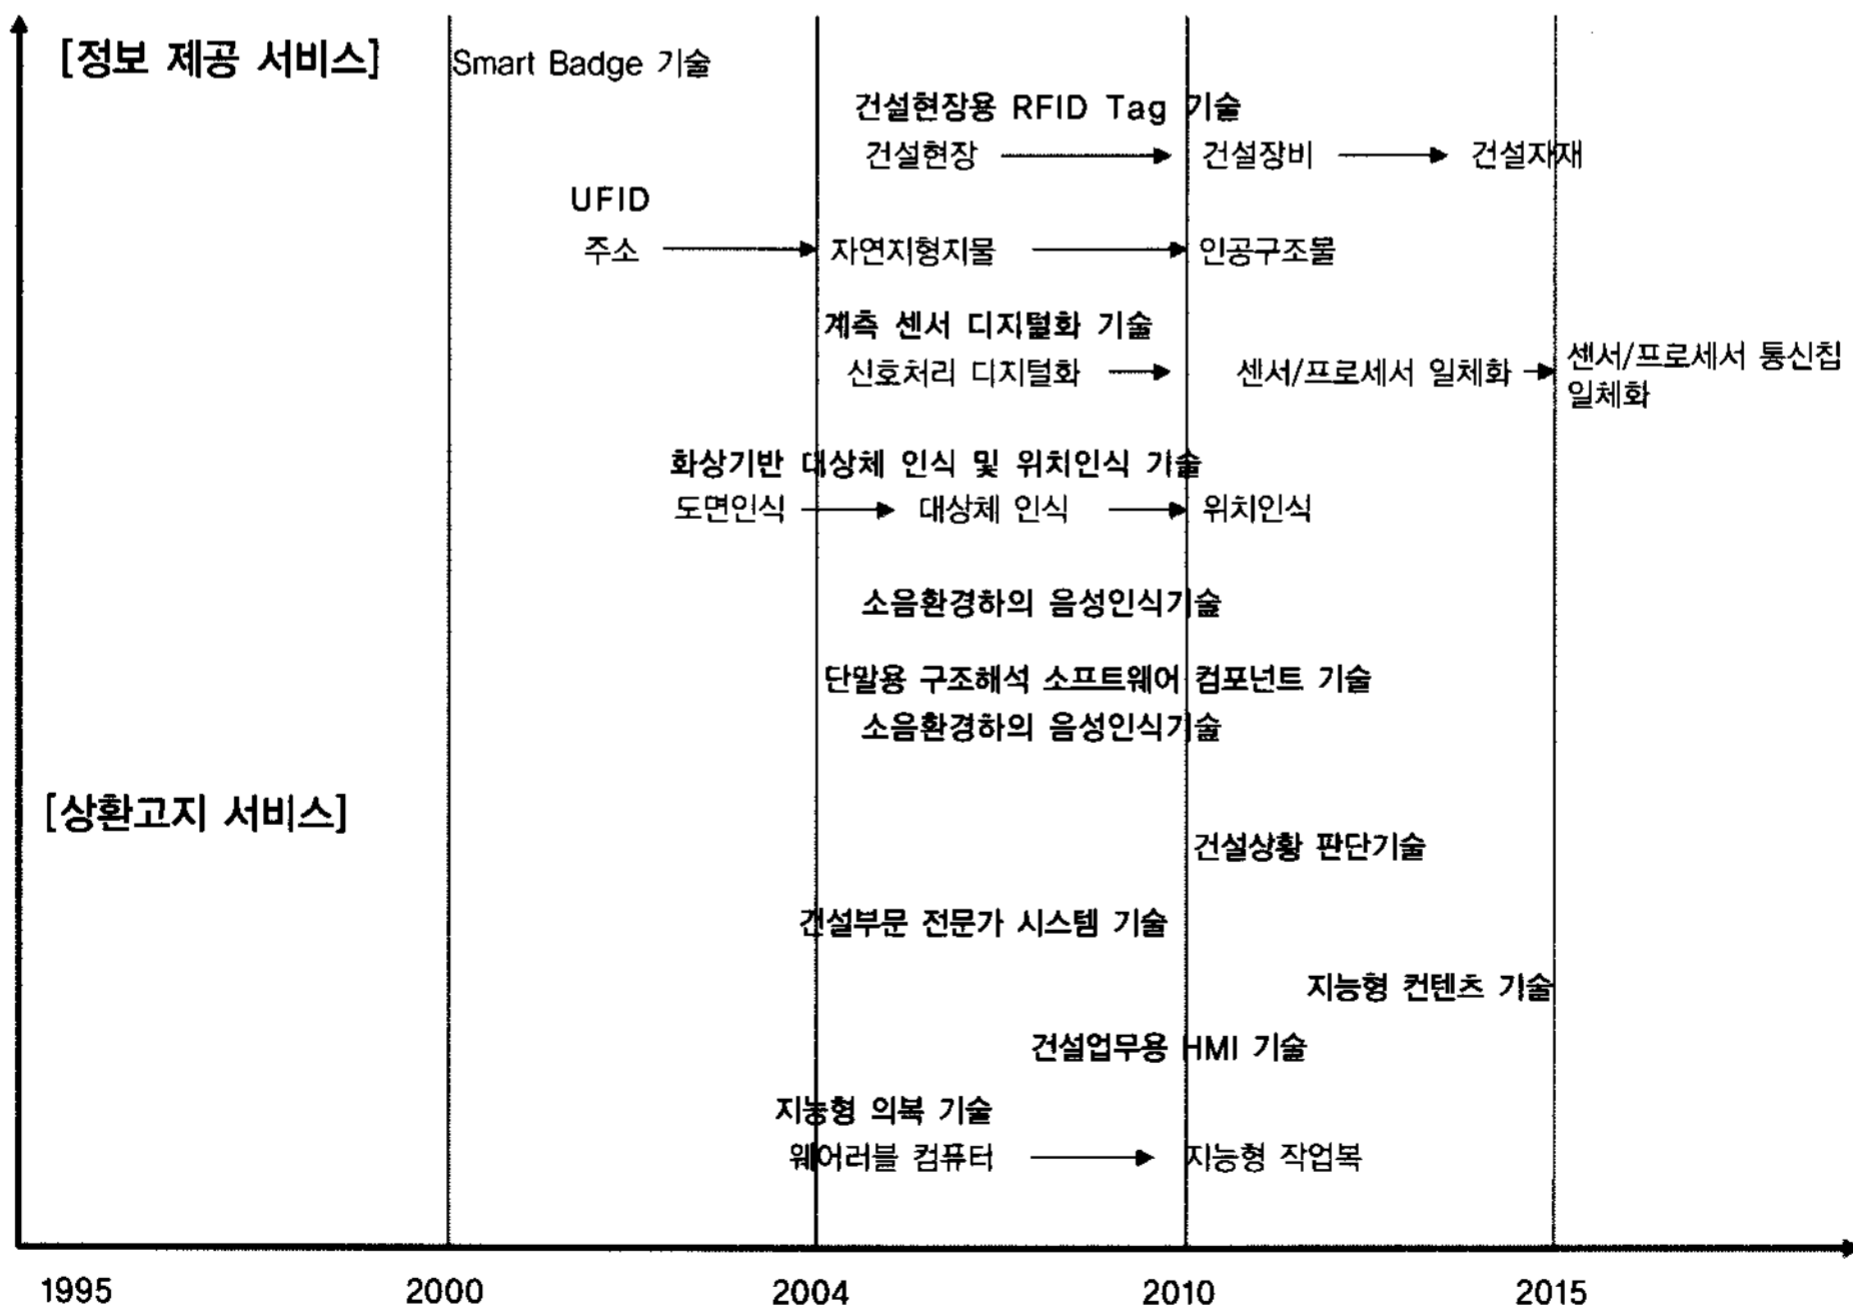 [정보 제공 서비스]
Smart Badge 기술
건설현장용 RFID Tag 기술
건설현장 건설장비 건설자재
UFID
주소 자연지형지물 인공구조물
계측 센서 디지털화 기술
신호처리 디지털화 센서/프로세서 일체화 센서/프로세서 통신칩
일체화
화상기반 대상체 인식 및 위치인식 기술
도면인식 대상체 인식 위치인식
소음환경하의 음성인식기술
단말용 구조해석 소프트웨어 컴포넌트 기술
소음환경하의 음성인식기술
[상환고지 서비스]
건설상황 판단기술
건설부문 전문가 시스템 기술
지능형 컨텐츠 기술
건설업무용 HMI 기술
지능형 의복 기술
웨어러블 컴퓨터 지능형 작업복
1995 2000 2004 2010 2015